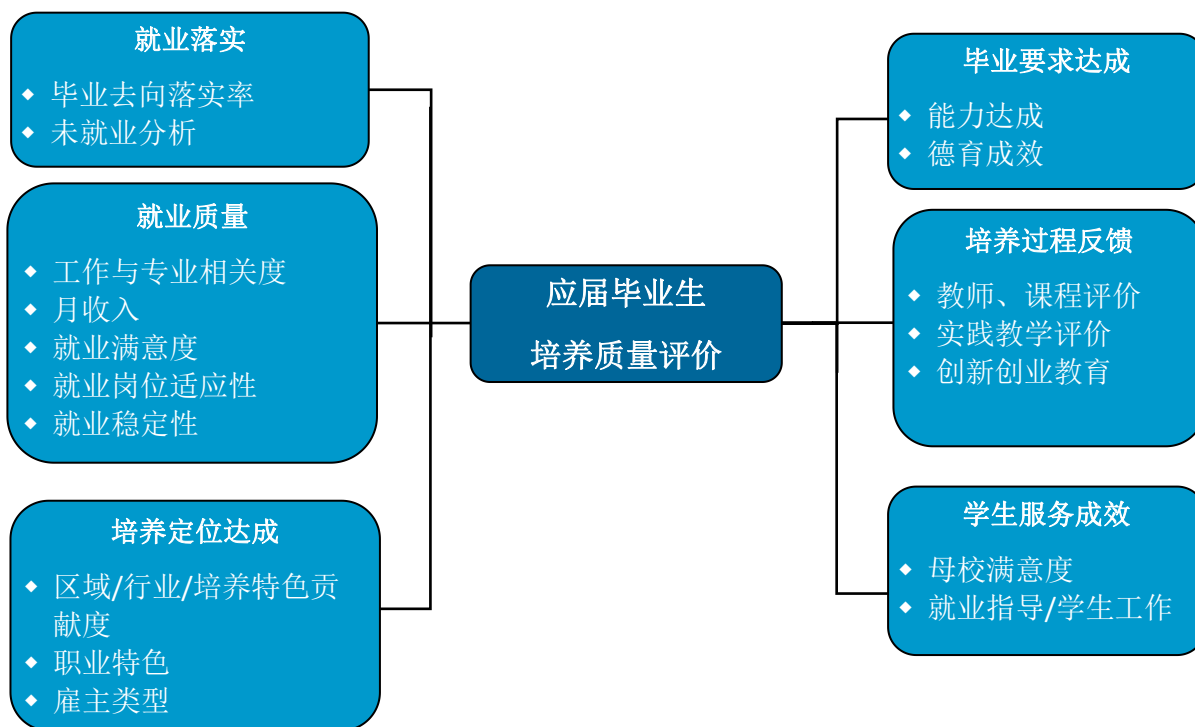 就业落实
毕业去向落实率
未就业分析
就业质量
工作与专业相关度
月收入
就业满意度
就业岗位适应性
就业稳定性
培养定位达成
区域/行业/培养特色贡
献度
职业特色
雇主类型
应届毕业生
培养质量评价
毕业要求达成
能力达成
德育成效
培养过程反馈
教师、课程评价
实践教学评价
创新创业教育
学生服务成效
母校满意度
就业指导/学生工作